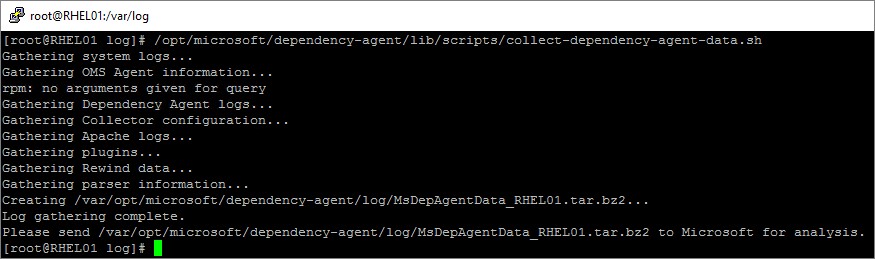 root@RHEL01:/var/log
[root@RHEL01 log]# /opt/microsoft/dependency-agent/lib/scripts/collect-dependency-agent-data.sh
Gathering system logs...
Gathering OMS Agent information...
rpm: no arguments given for query
Gathering Dependency Agent logs...
Gathering Collector configuration...
Gathering Apache logs...
Gathering plugins...
Gathering Rewind data...
Gathering parser information...
Creating /var/opt/microsoft/dependency-agent/log/MsDepAgentData_RHEL01.tar.bz2...
Log gathering complete.
Please send /var/opt/microsoft/dependency-agent/log/MsDepAgentData_RHEL01.tar.bz2 to Microsoft for analysis.
[root@RHEL01 log]#